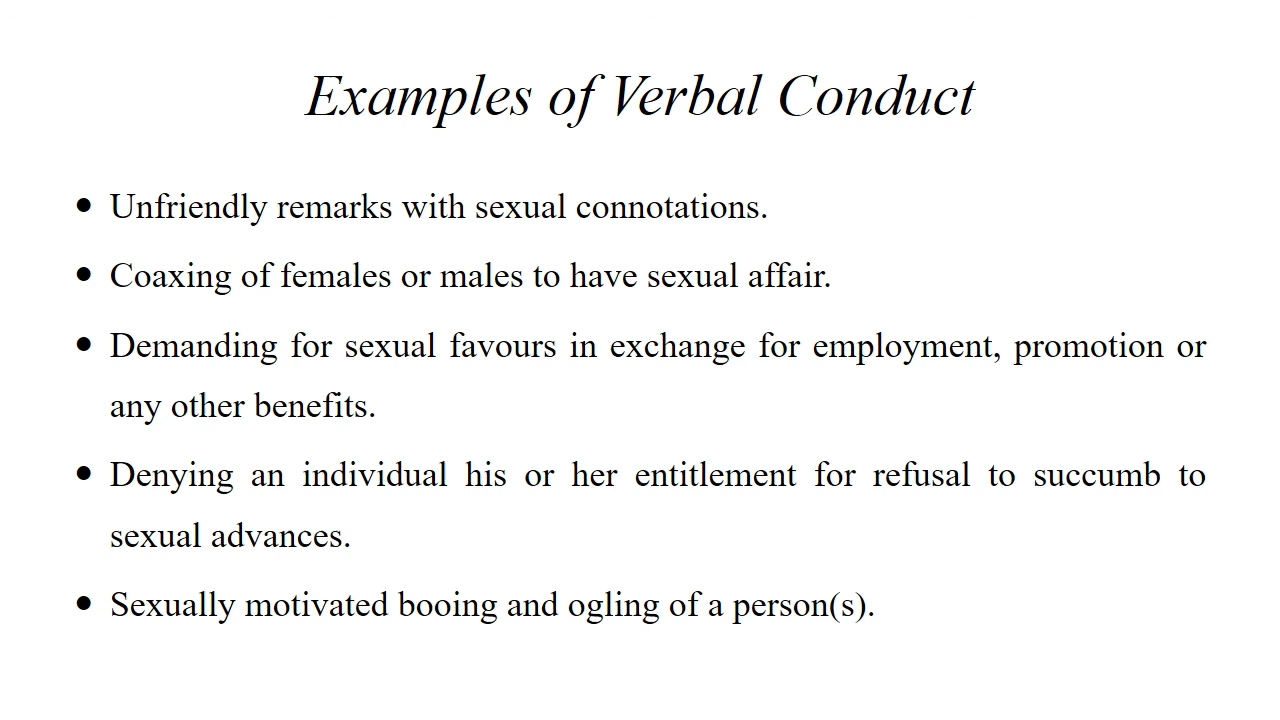 Examples of Verbal Conduct
• Unfriendly remarks with sexual connotations.
• Coaxing of females or males to have sexual affair.
• Demanding for sexual favours in exchange for employment, promotion or
any other benefits.
• Denying an individual his or her entitlement for refusal to succumb to
sexual advances.
• Sexually motivated booing and ogling of a person(s).